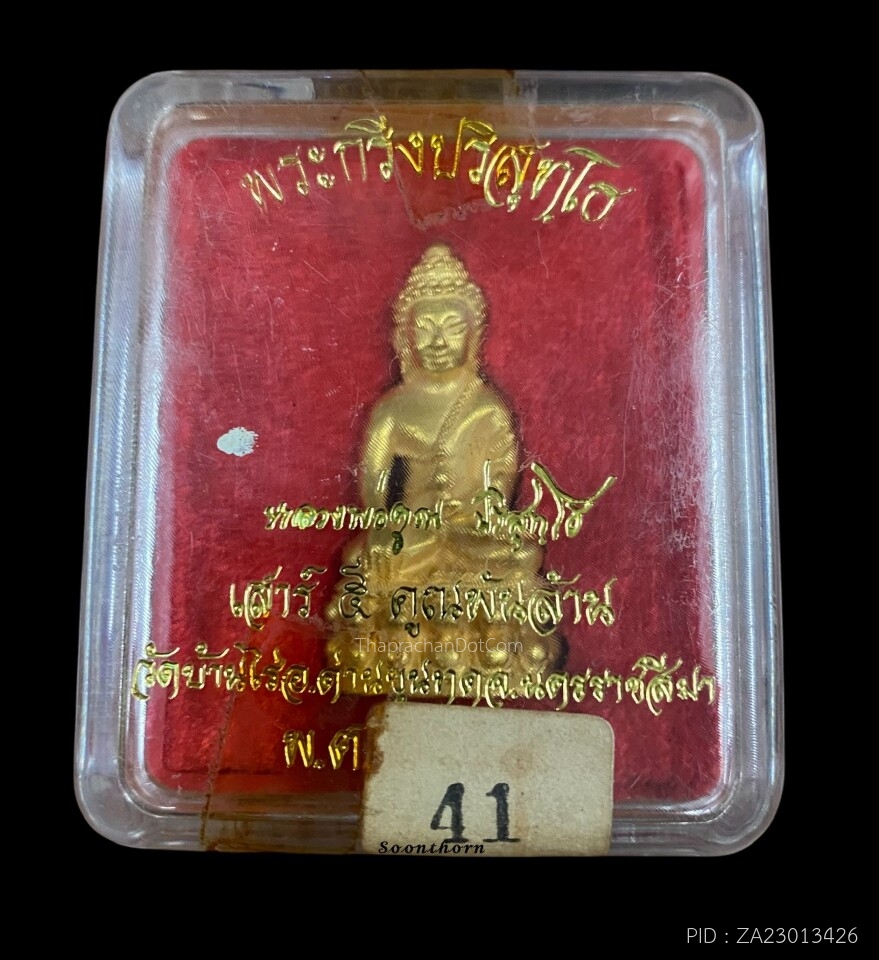 พระกริ่งปริสุทฺโธ
หลวงพ่อคูณ ปริสุทฺโธ
เสาร์ ๕ คูณพันล้าน
ThaprachanDotCom
วัดบ้านไร่อ.ด่านขุนทดจ.นครราชสีมา
พ.ศ
41
Soonthorn
PID : ZA23013426